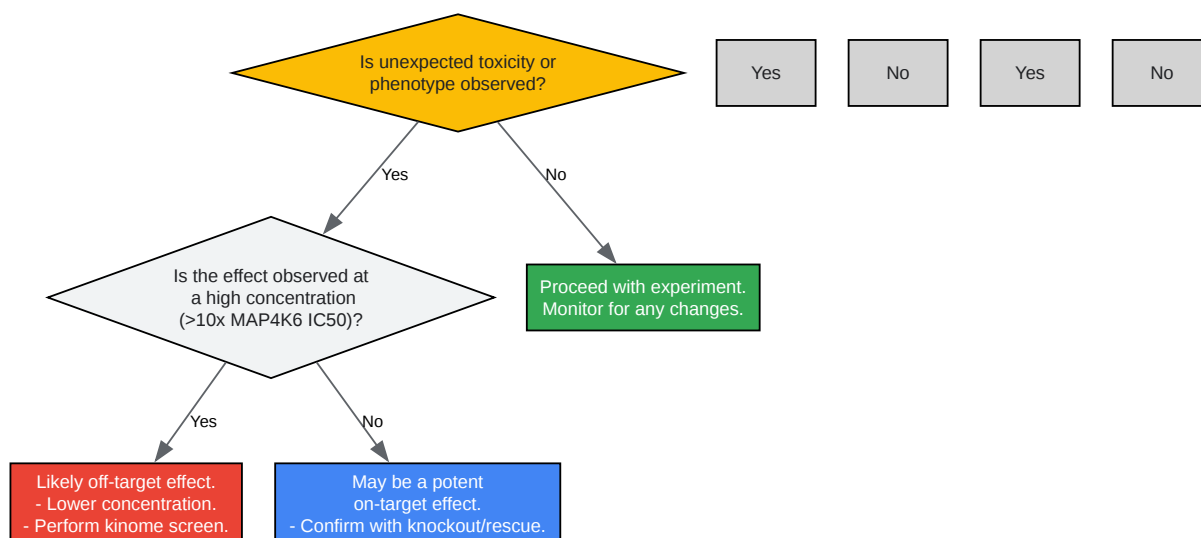 Is unexpected toxicity or
phenotype observed?
Yes
No
Yes
No
Yes
No
Is the effect observed at
a high concentration
(>10x MAP4K6 IC50)?
Proceed with experiment.
Monitor for any changes.
Yes
No
Likely off-target effect.
- Lower concentration.
- Perform kinome screen.
May be a potent
on-target effect.
- Confirm with knockout/rescue.